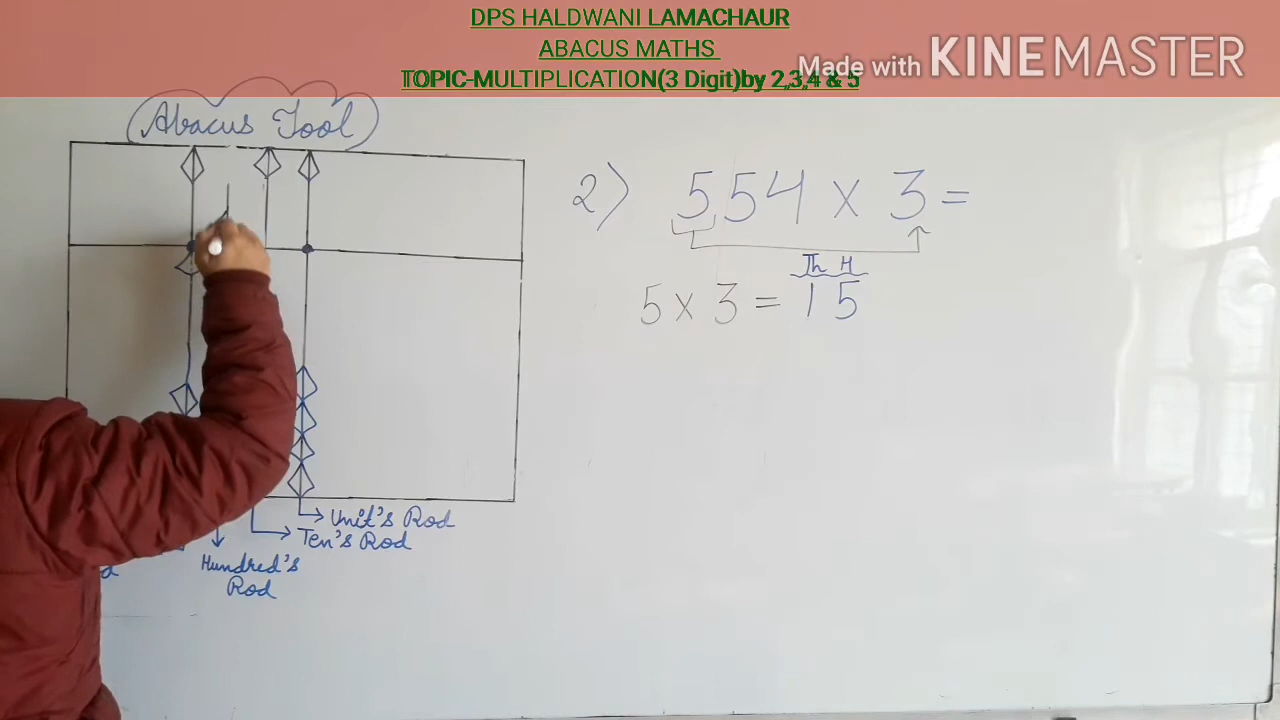 DPS HALDWANI LAMACHAUR
ABACUS MATHS
TOPIC-MULTIPLICATION(3 Digit)by 2,3,4 & 5
Made with KINEMASTER
Abacus Tool
2) 554 x 3 =
Th H
5 x 3 = 15
Unit's Rod
Ten's Rod
Hundred's
Rod